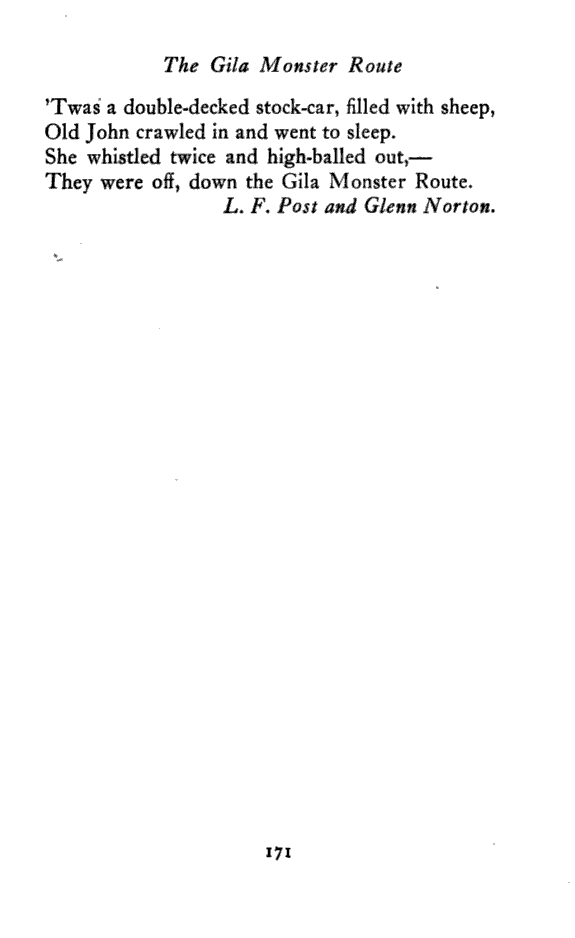 The Gila Monster Route
'Twas a double-decked stock-car, filled with sheep,
Old John crawled in and went to sleep.
She whistled twice and high-balled out,—
They were off, down the Gila Monster Route.
L. F. Post and Glenn Norton.
171